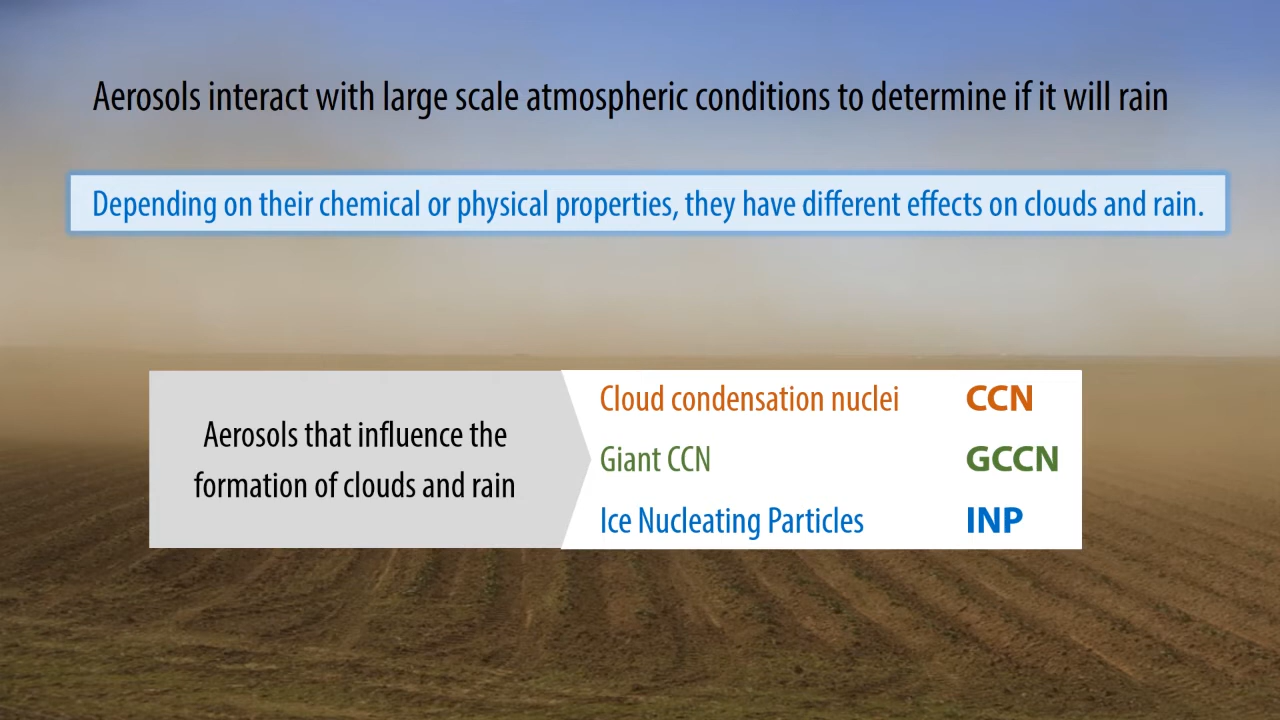 Aerosols interact with large scale atmospheric conditions to determine if it will rain
Depending on their chemical or physical properties, they have different effects on clouds and rain.
Aerosols that influence the
formation of clouds and rain
Cloud condensation nuclei CCN
Giant CCN GCCN
Ice Nucleating Particles INP